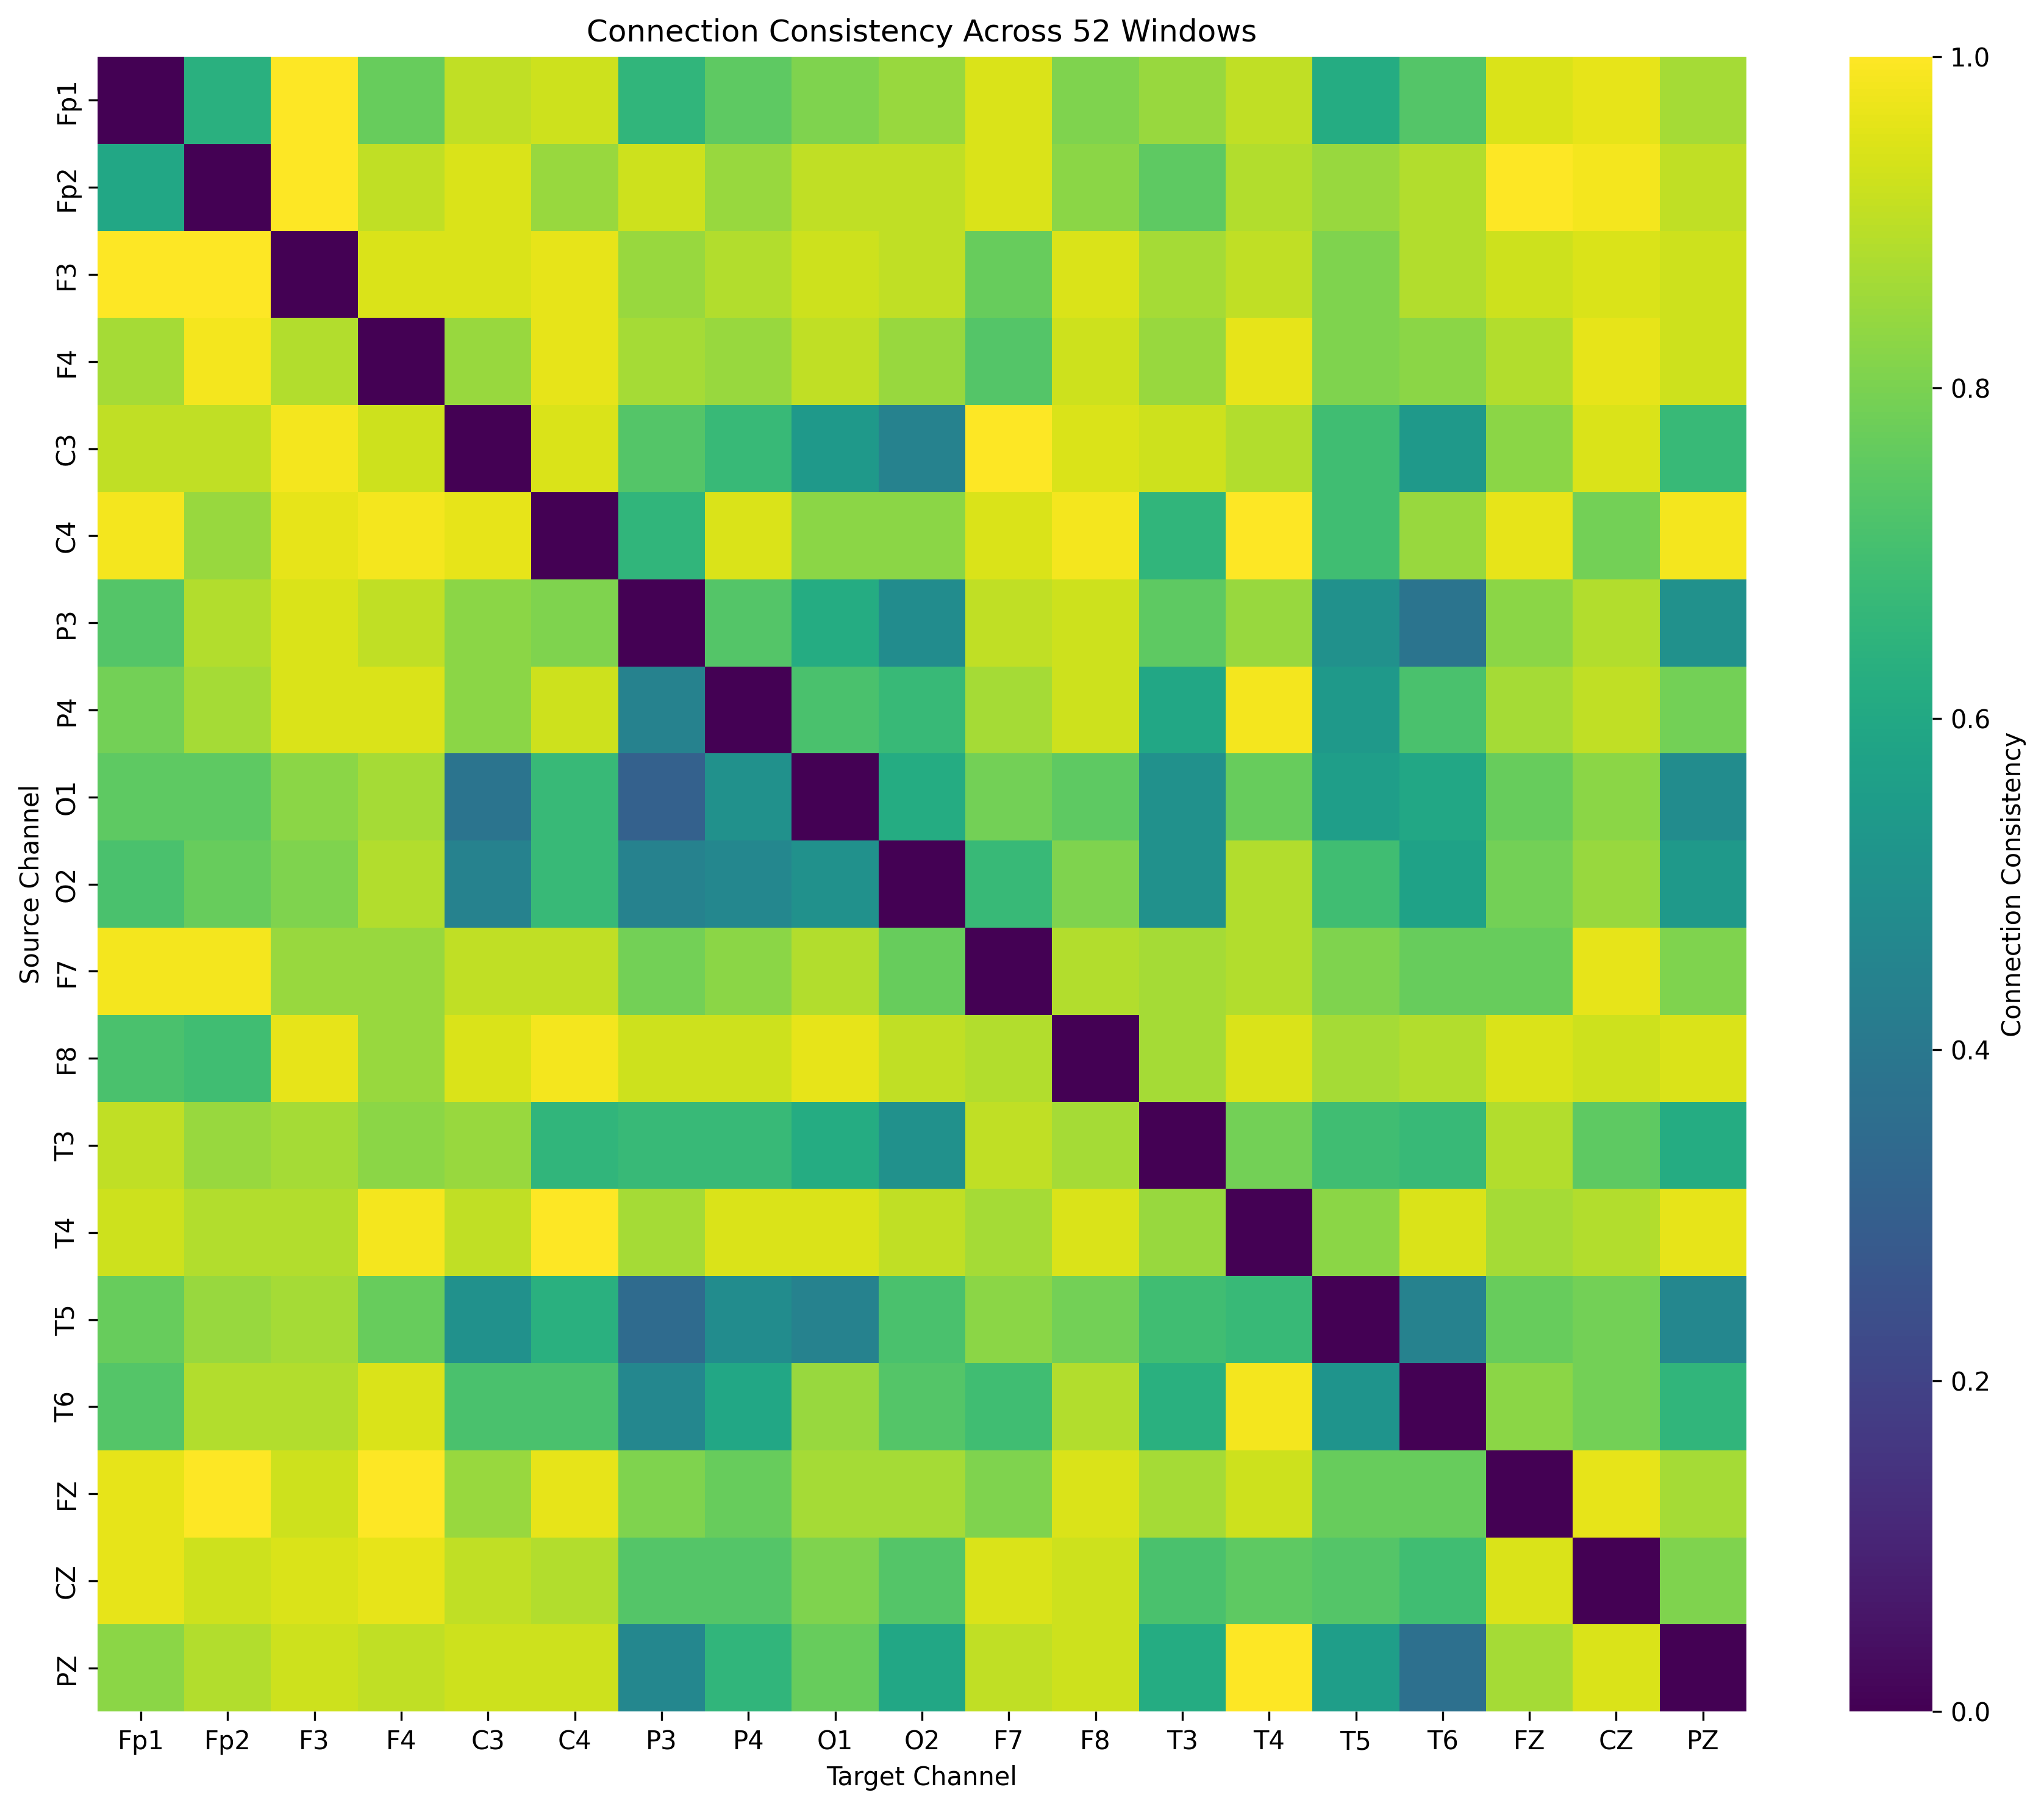 Connection Consistency Across 52 Windows
Source Channel
Fp1
Fp2
F3
F4
C3
C4
P3
P4
O1
O2
F7
F8
T3
T4
T5
T6
FZ
CZ
PZ
Fp1 Fp2 F3 F4 C3 C4 P3 P4 O1 O2 F7 F8 T3 T4 T5 T6 FZ CZ PZ
Target Channel
1.0
0.8
0.6
0.4
0.2
0.0
Connection Consistency